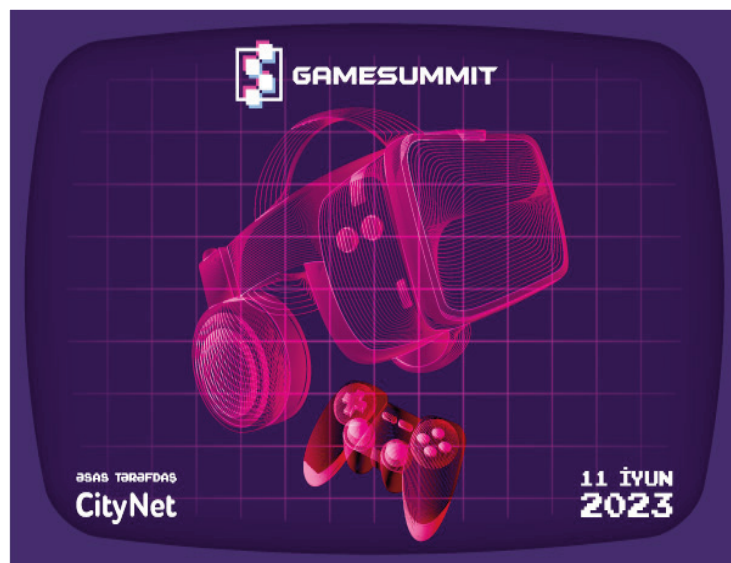 GAMESUMMIT
ƏSAS TƏRƏFDAŞ
CityNet
11 İYUN
2023